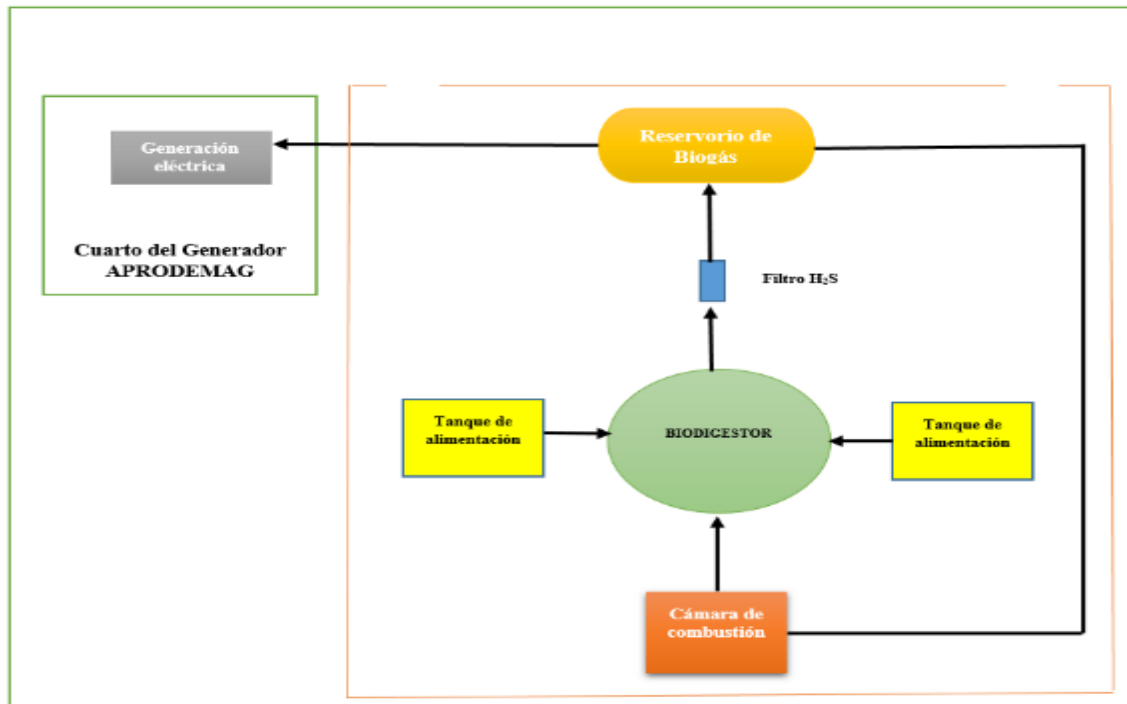 Reservorio de
Biogás
Generación
eléctrica
Cuarto del Generador
APRODEMAG
Filtro H₂S
Tanque de
alimentación
BIODIGESTOR
Tanque de
alimentación
Cámara de
combustión